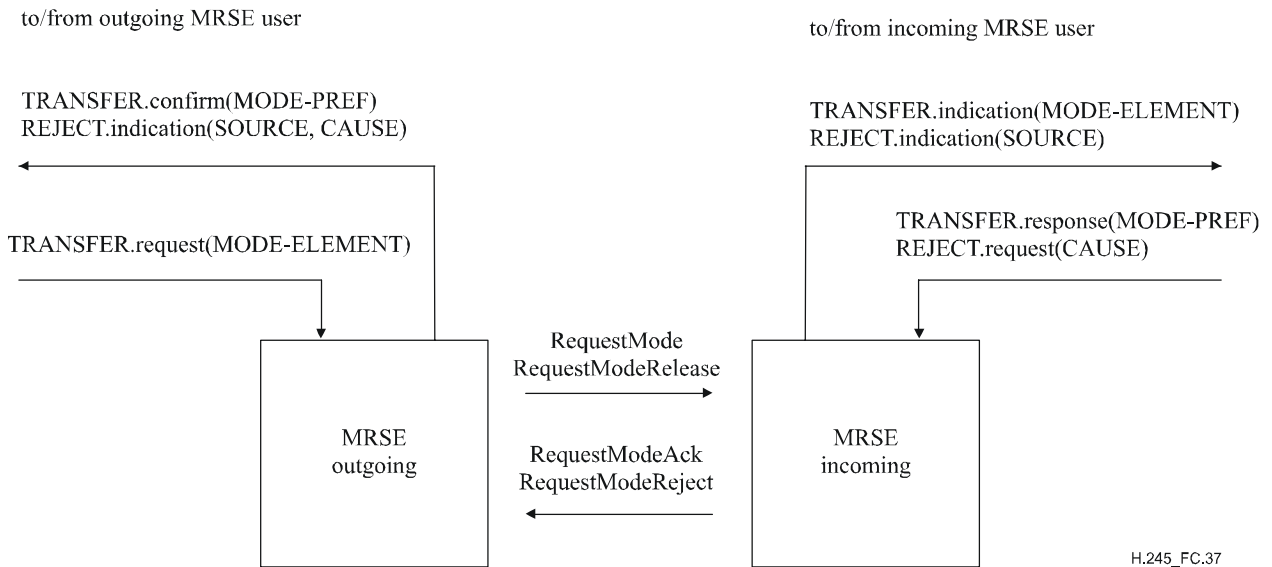 to/from outgoing MRSE user
to/from incoming MRSE user
TRANSFER.confirm(MODE-PREF)
REJECT.indication(SOURCE, CAUSE)
TRANSFER.indication(MODE-ELEMENT)
REJECT.indication(SOURCE)
TRANSFER.request(MODE-ELEMENT)
TRANSFER.response(MODE-PREF)
REJECT.request(CAUSE)
RequestMode
RequestModeRelease
MRSE
outgoing
RequestModeAck
RequestModeReject
MRSE
incoming
H.245_FC.37